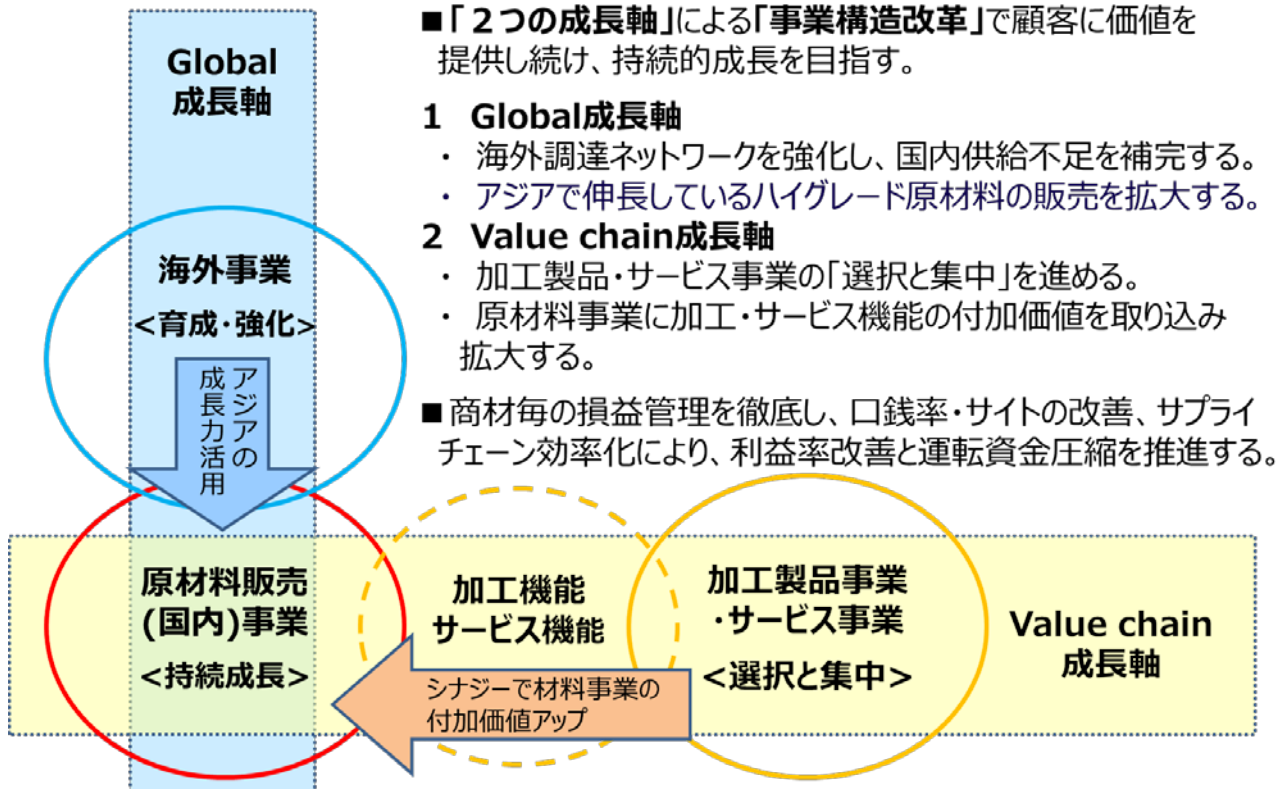 ■「２つの成長軸」による「事業構造改革」で顧客に価値を
提供し続け、持続的成長を目指す。
1　Global成長軸
・ 海外調達ネットワークを強化し、国内供給不足を補完する。
・ アジアで伸長しているハイグレード原材料の販売を拡大する。
2　Value chain成長軸
・ 加工製品・サービス事業の「選択と集中」を進める。
・ 原材料事業に加工・サービス機能の付加価値を取り込み
拡大する。
■商材毎の損益管理を徹底し、口銭率・サイトの改善、サプライ
チェーン効率化により、利益率改善と運転資金圧縮を推進する。
Global
成長軸
海外事業
<育成・強化>
アジアの
成長力活用
原材料販売
(国内)事業
<持続成長>
加工機能
サービス機能
シナジーで材料事業の
付加価値アップ
加工製品事業
・サービス事業
<選択と集中>
Value chain
成長軸